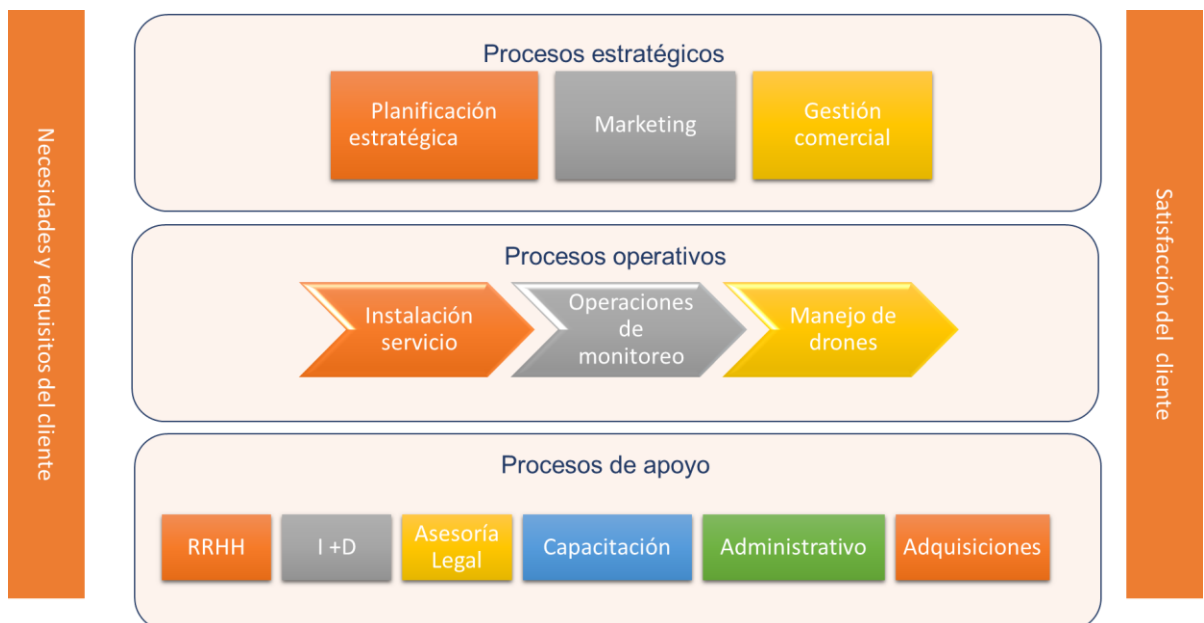 Necesidades y requisitos del cliente
Procesos estratégicos
Planificación
estratégica
Marketing
Gestión
comercial
Procesos operativos
Instalación
servicio
Operaciones
de
monitoreo
Manejo de
drones
Procesos de apoyo
RRHH
I +D
Asesoría
Legal
Capacitación
Administrativo
Adquisiciones
Satisfacción del cliente